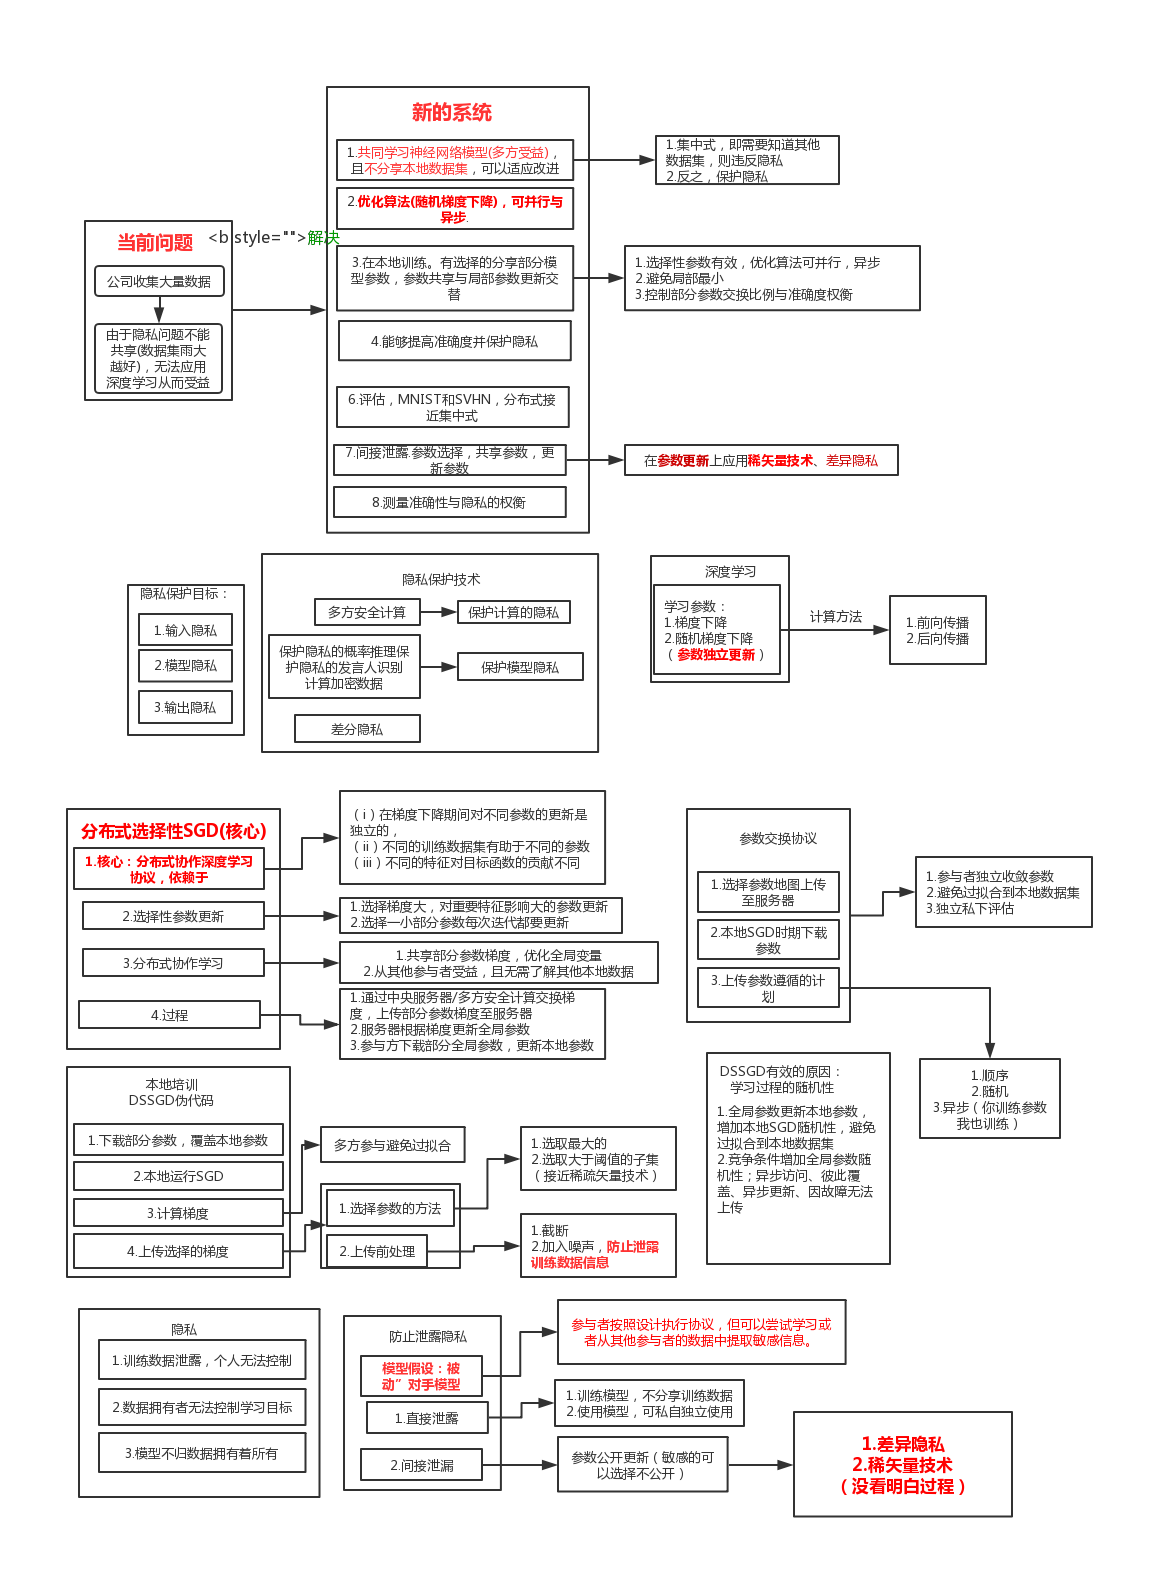 新的系统
1.共同学习神经网络模型(多方受益)，
且不分享本地数据集，可以适应改进
1.集中式，即需要知道其他
数据集，则违反隐私
2.反之，保护隐私
2.优化算法(随机梯度下降)，可并行与
异步.
当前问题
<b style="">解决
公司收集大量数据
由于隐私问题不能
共享(数据集雨大
越好)，无法应用
深度学习从而受益
3.在本地训练。有选择的分享部分模
型参数，参数共享与局部参数更新交
替
1.选择性参数有效，优化算法可并行，异步
2.避免局部最小
3.控制部分参数交换比例与准确度权衡
4.能够提高准确度并保护隐私
6.评估，MNIST和SVHN，分布式接
近集中式
7.间接泄露.参数选择，共享参数，更
新参数
在参数更新上应用稀矢量技术、差异隐私
8.测量准确性与隐私的权衡
隐私保护目标：
1.输入隐私
2.模型隐私
3.输出隐私
隐私保护技术
多方安全计算
保护计算的隐私
保护隐私的概率推理保
护隐私的发言人识别
计算加密数据
保护模型隐私
差分隐私
深度学习
学习参数：
1.梯度下降
2.随机梯度下降
（参数独立更新）
计算方法
1.前向传播
2.后向传播
分布式选择性SGD(核心)
1.核心：分布式协作深度学习
协议，依赖于
（i）在梯度下降期间对不同参数的更新是
独立的，
（ii）不同的训练数据集有助于不同的参数
（iii）不同的特征对目标函数的贡献不同
2.选择性参数更新
1.选择梯度大，对重要特征影响大的参数更新
2.选择一小部分参数每次迭代都要更新
3.分布式协作学习
1.共享部分参数梯度，优化全局变量
2.从其他参与者受益，且无需了解其他本地数据
4.过程
1.通过中央服务器/多方安全计算交换梯
度，上传部分参数梯度至服务器
2.服务器根据梯度更新全局参数
3.参与方下载部分全局参数，更新本地参数
参数交换协议
1.选择参数地图上传
至服务器
2.本地SGD时期下载
参数
3.上传参数遵循的计
划
1.参与者独立收敛参数
2.避免过拟合到本地数据集
3.独立私下评估
1.顺序
2.随机
3.异步（你训练参数
我也训练）
本地培训
DSSGD伪代码
1.下载部分参数，覆盖本地参数
2.本地运行SGD
3.计算梯度
4.上传选择的梯度
多方参与避免过拟合
1.选择参数的方法
2.上传前处理
1.选取最大的
2.选取大于阈值的子集
（接近稀疏矢量技术）
1.截断
2.加入噪声，防止泄露
训练数据信息
DSSGD有效的原因：
学习过程的随机性
1.全局参数更新本地参数，
增加本地SGD随机性，避免
过拟合到本地数据集
2.竞争条件增加全局参数随
机性；异步访问、彼此覆
盖、异步更新、因故障无法
上传
隐私
1.训练数据泄露，个人无法控制
2.数据拥有者无法控制学习目标
3.模型不归数据拥有着所有
防止泄露隐私
模型假设：被
动”对手模型
1.直接泄露
2.间接泄漏
参与者按照设计执行协议，但可以尝试学习或
者从其他参与者的数据中提取敏感信息。
1.训练模型，不分享训练数据
2.使用模型，可私自独立使用
参数公开更新（敏感的可
以选择不公开）
1.差异隐私
2.稀矢量技术
（没看明白过程）